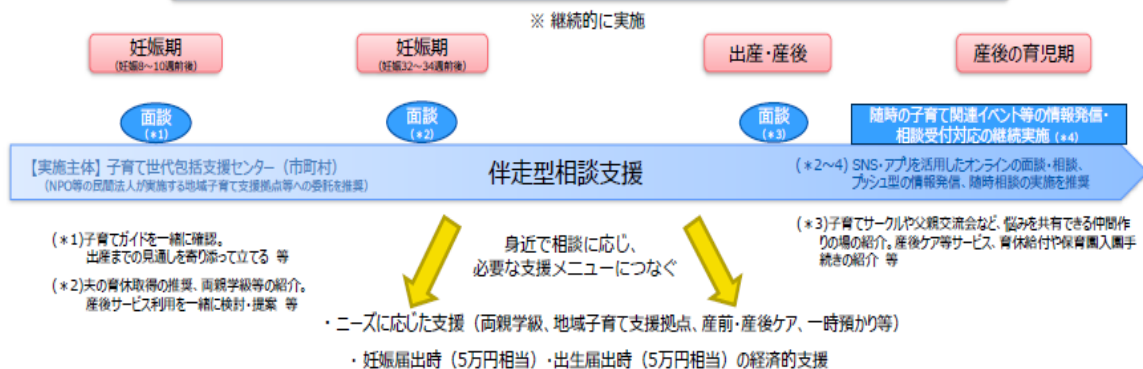 ※ 継続的に実施
妊娠期
(妊娠8～10週前後)
妊娠期
(妊娠32～34週前後)
出産・産後
産後の育児期
面談
(*1)
面談
(*2)
面談
(*3)
随時の子育て関連イベント等の情報発信・
相談受付対応の継続実施 (*4)
【実施主体】子育て世代包括支援センター（市町村）
（NPO等の民間法人が実施する地域子育て支援拠点等への委託を推奨）
伴走型相談支援
(*2～4) SNS・アプリを活用したオンラインの面談・相談、
プッシュ型の情報発信、随時相談の実施を推奨
(*1)子育てガイドを一緒に確認。
出産までの見通しを寄り添って立てる 等
(*2)夫の育休取得の推奨、両親学級等の紹介。
産後サービス利用を一緒に検討・提案 等
身近で相談に応じ、
必要な支援メニューにつなぐ
(*3)子育てサークルや父親交流会など、悩みを共有できる仲間作
りの場の紹介。産後ケア等サービス、育休給付や保育園入園手
続きの紹介 等
・ニーズに応じた支援（両親学級、地域子育て支援拠点、産前・産後ケア、一時預かり等）
・妊娠届出時（5万円相当）・出生届出時（5万円相当）の経済的支援